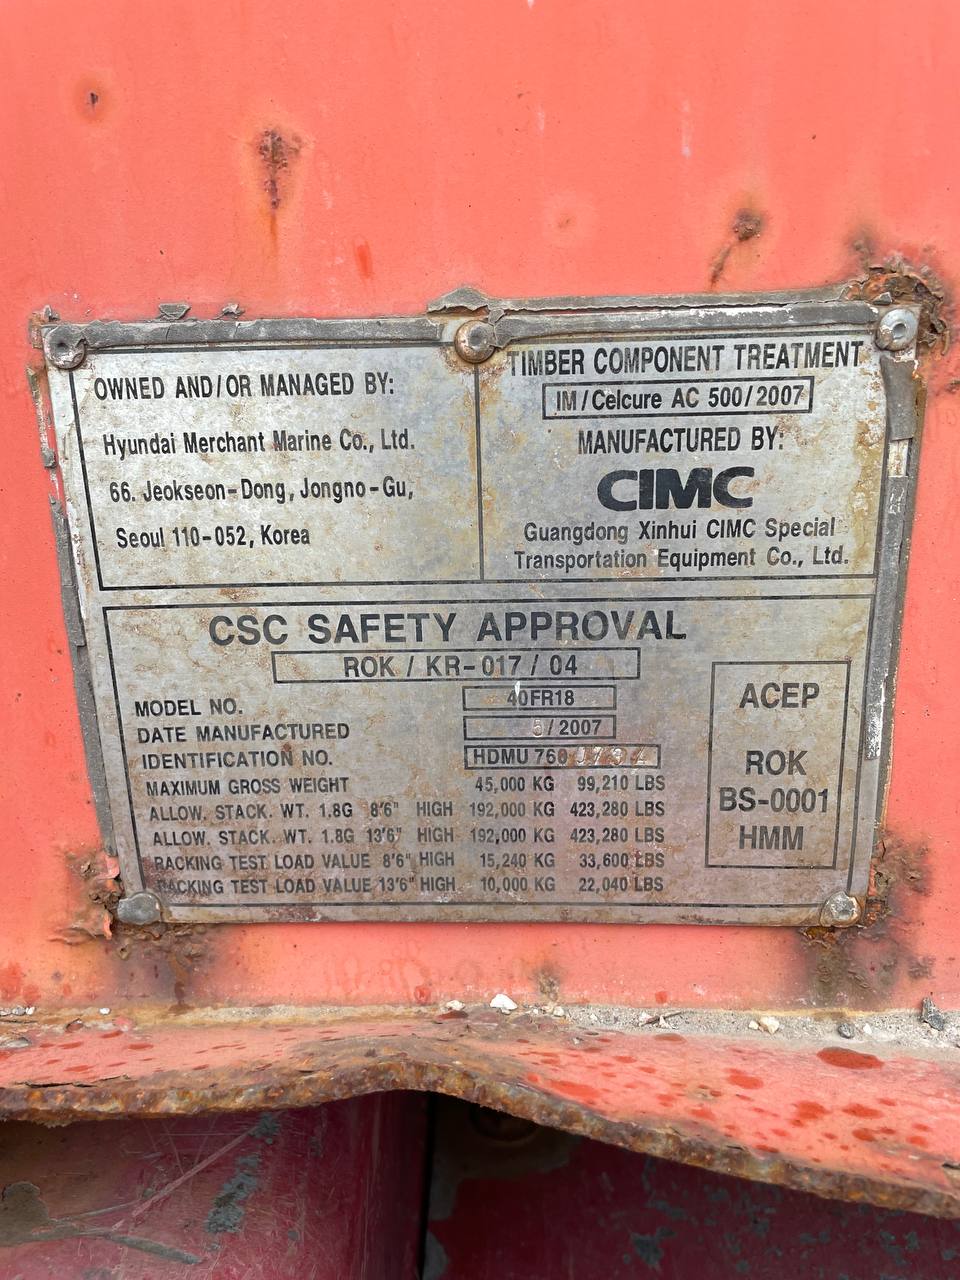 OWNED AND/OR MANAGED BY:
Hyundai Merchant Marine Co., Ltd.
66. Jeokseon-Dong, Jongno-Gu,
Seoul 110-052, Korea
TIMBER COMPONENT TREATMENT
IM/Celcure AC 500/2007
MANUFACTURED BY:
CIMC
Guangdong Xinhui CIMC Special
Transportation Equipment Co., Ltd.
CSC SAFETY APPROVAL
ROK / KR-017 / 04
MODEL NO. 40FR18
DATE MANUFACTURED 5/2007
IDENTIFICATION NO. HDMU 760
MAXIMUM GROSS WEIGHT 45,000 KG 99,210 LBS
ALLOW. STACK. WT. 1.8G 8'6" HIGH 192,000 KG 423,280 LBS
ALLOW. STACK. WT. 1.8G 13'6" HIGH 192,000 KG 423,280 LBS
RACKING TEST LOAD VALUE 8'6" HIGH 15,240 KG 33,600 LBS
RACKING TEST LOAD VALUE 13'6" HIGH 10,000 KG 22,040 LBS
ACEP
ROK
BS-0001
HMM